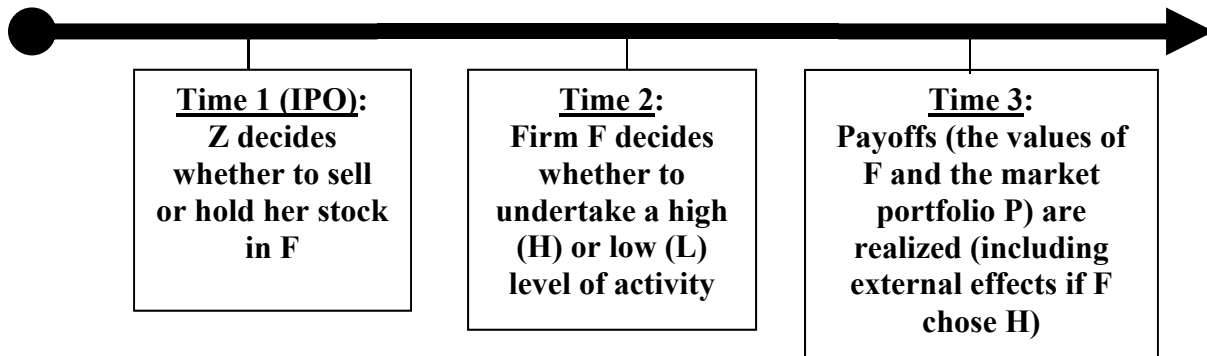 Time 1 (IPO):
Z decides
whether to sell
or hold her stock
in F
Time 2:
Firm F decides
whether to
undertake a high
(H) or low (L)
level of activity
Time 3:
Payoffs (the values of
F and the market
portfolio P) are
realized (including
external effects if F
chose H)